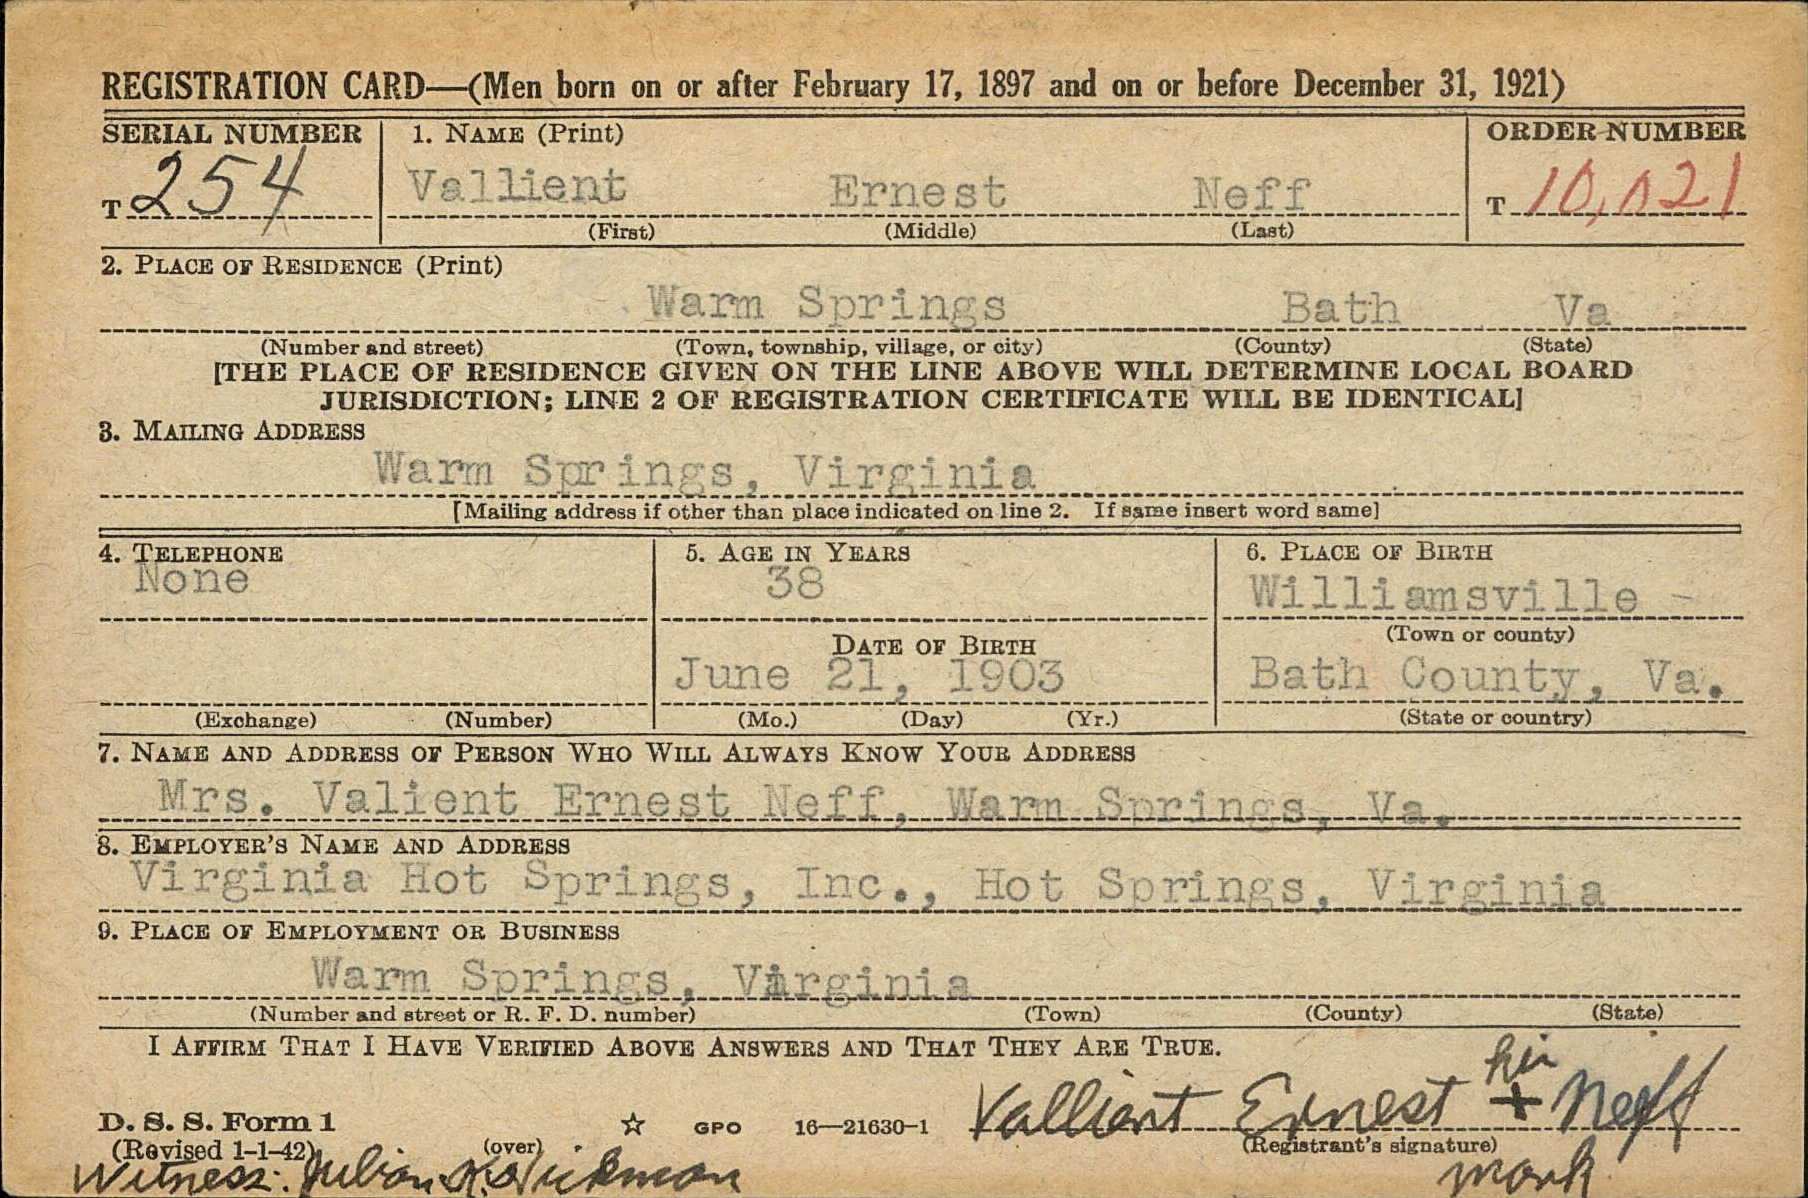 REGISTRATION CARD—(Men born on or after February 17, 1897 and on or before December 31, 1921)
SERIAL NUMBER 1. NAME (Print) ORDER NUMBER
T 254 Vallient Ernest Neff T 10,021
(First) (Middle) (Last)
2. PLACE OF RESIDENCE (Print)
Warm Springs Bath Va
(Number and street) (Town, township, village, or city) (County) (State)
[THE PLACE OF RESIDENCE GIVEN ON THE LINE ABOVE WILL DETERMINE LOCAL BOARD
JURISDICTION; LINE 2 OF REGISTRATION CERTIFICATE WILL BE IDENTICAL]
3. MAILING ADDRESS
Warm Springs, Virginia
[Mailing address if other than place indicated on line 2. If same insert word same]
4. TELEPHONE 5. AGE IN YEARS 6. PLACE OF BIRTH
None 38 Williamsville -
(Town or county)
DATE OF BIRTH
June 21, 1903 Bath County, Va.
(Exchange) (Number) (Mo.) (Day) (Yr.) (State or country)
7. NAME AND ADDRESS OF PERSON WHO WILL ALWAYS KNOW YOUR ADDRESS
Mrs. Valient Ernest Neff, Warm Springs, Va.
8. EMPLOYER'S NAME AND ADDRESS
Virginia Hot Springs, Inc., Hot Springs, Virginia
9. PLACE OF EMPLOYMENT OR BUSINESS
Warm Springs, Virginia
(Number and street or R. F. D. number) (Town) (County) (State)
I AFFIRM THAT I HAVE VERIFIED ABOVE ANSWERS AND THAT THEY ARE TRUE.
his
Vallient Ernest + Neff
D. S. S. Form 1 ☆ GPO 16—21630-1
(Revised 1-1-42) (over) (Registrant's signature)
Witness: Julian K. Hickman mark